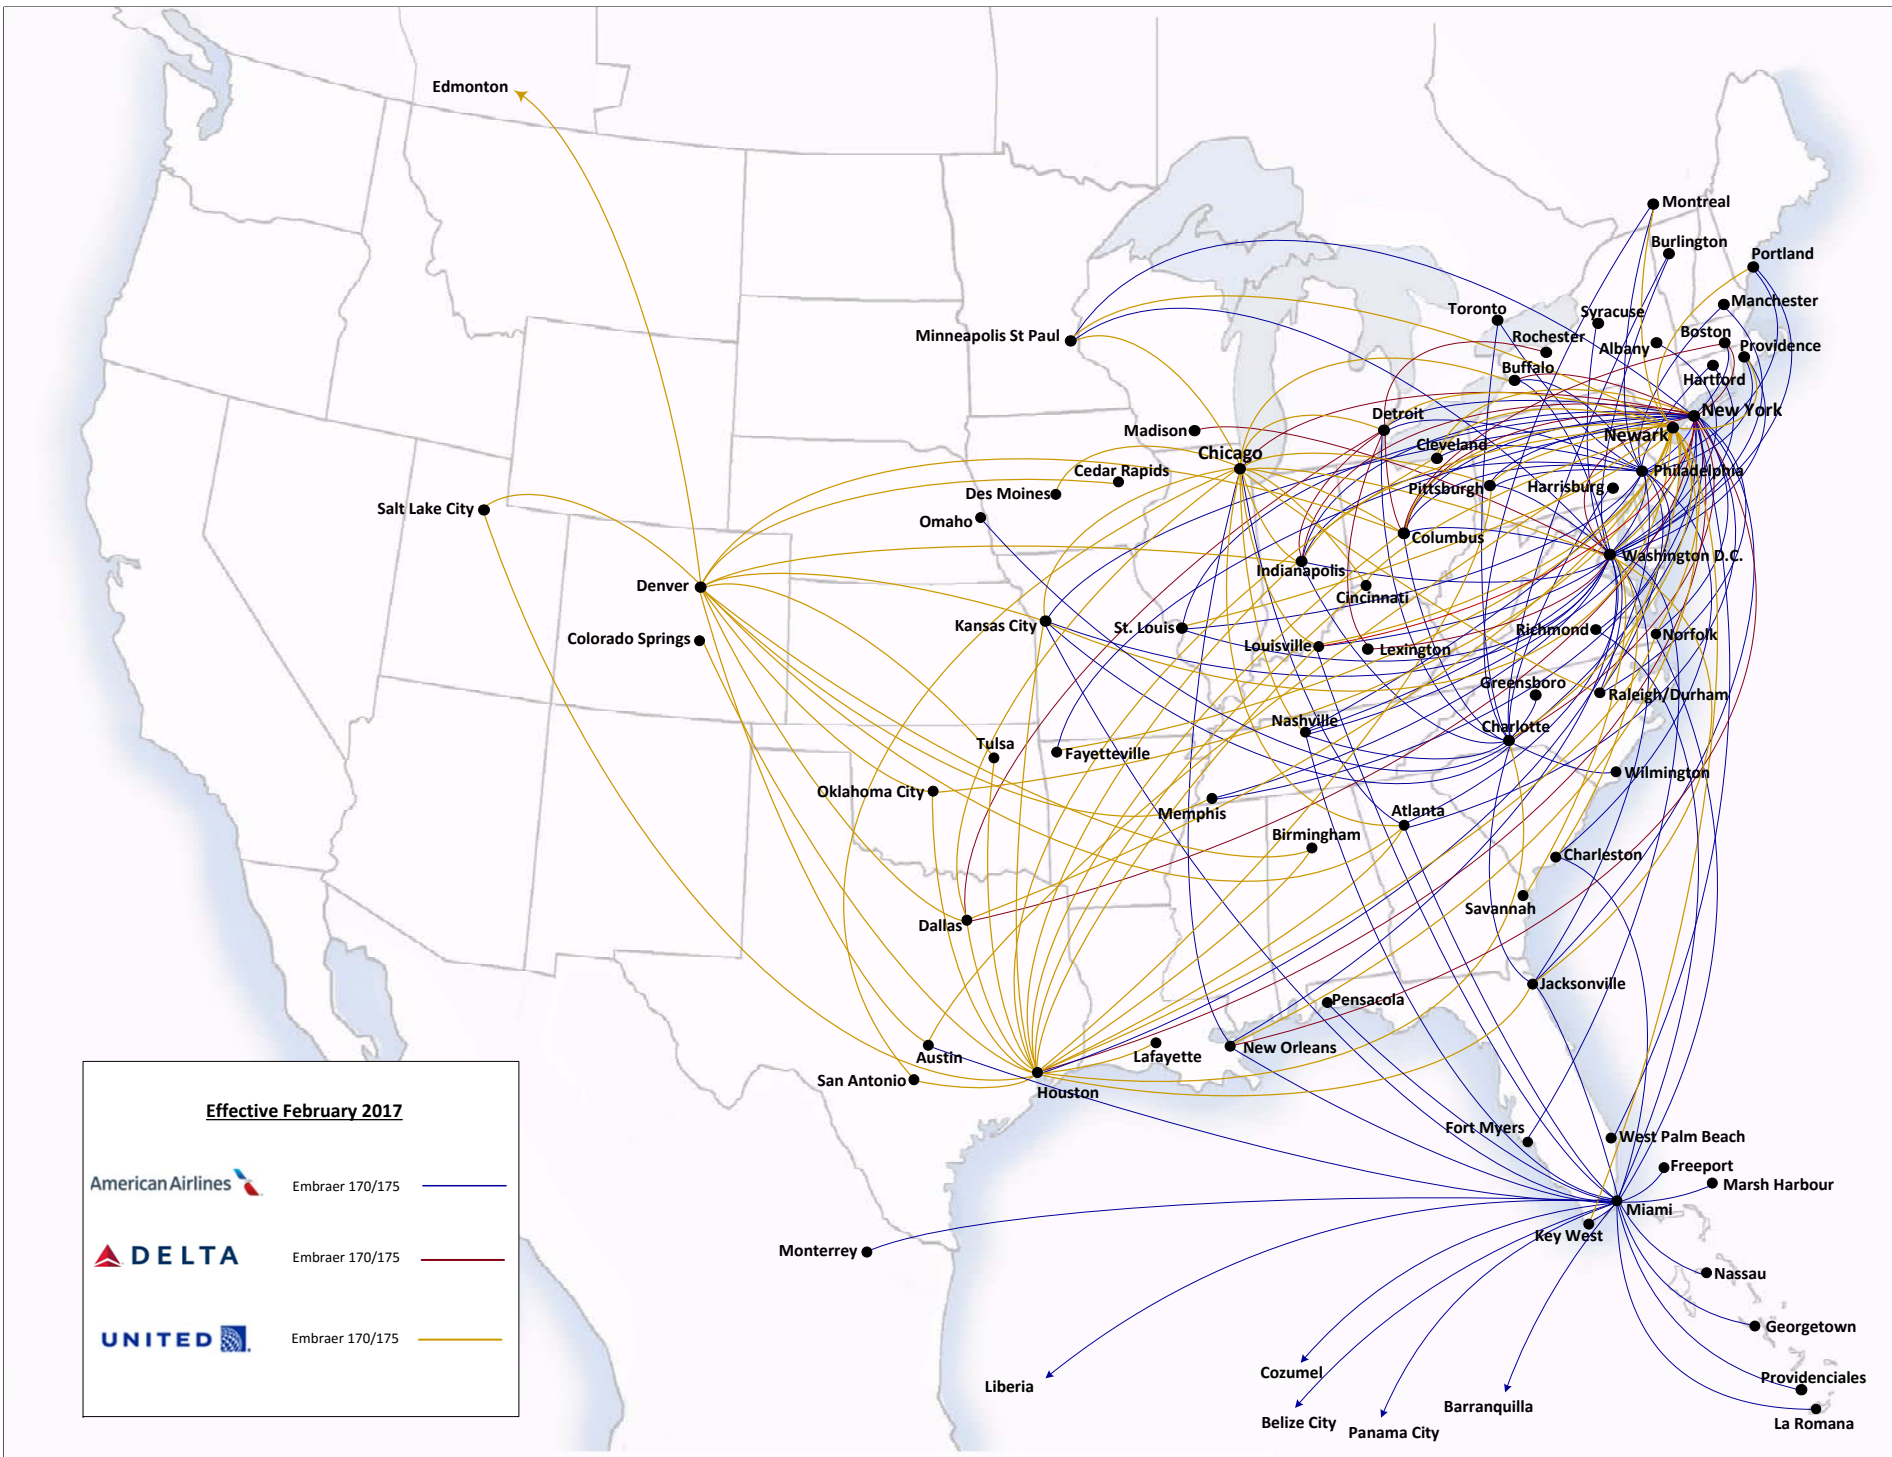 Edmonton
Montreal
Burlington
Portland
Manchester
Toronto
Syracuse
Rochester
Albany
Boston
Providence
Minneapolis St Paul
Buffalo
Hartford
Detroit
New York
Madison
Newark
Cleveland
Chicago
Cedar Rapids
Philadelphia
Des Moines
Pittsburgh
Harrisburg
Salt Lake City
Omaho
Columbus
Washington D.C.
Indianapolis
Denver
Cincinnati
Kansas City
St. Louis
Richmond
Norfolk
Colorado Springs
Louisville
Lexington
Greensboro
Raleigh/Durham
Nashville
Charlotte
Tulsa
Fayetteville
Wilmington
Oklahoma City
Memphis
Atlanta
Birmingham
Charleston
Savannah
Dallas
Jacksonville
Pensacola
Austin
Lafayette
New Orleans
San Antonio
Houston
Fort Myers
West Palm Beach
Freeport
Marsh Harbour
Miami
Key West
Monterrey
Nassau
Georgetown
Cozumel
Liberia
Providenciales
Barranquilla
Belize City
Panama City
La Romana
Effective February 2017
American Airlines Embraer 170/175
DELTA Embraer 170/175
UNITED Embraer 170/175